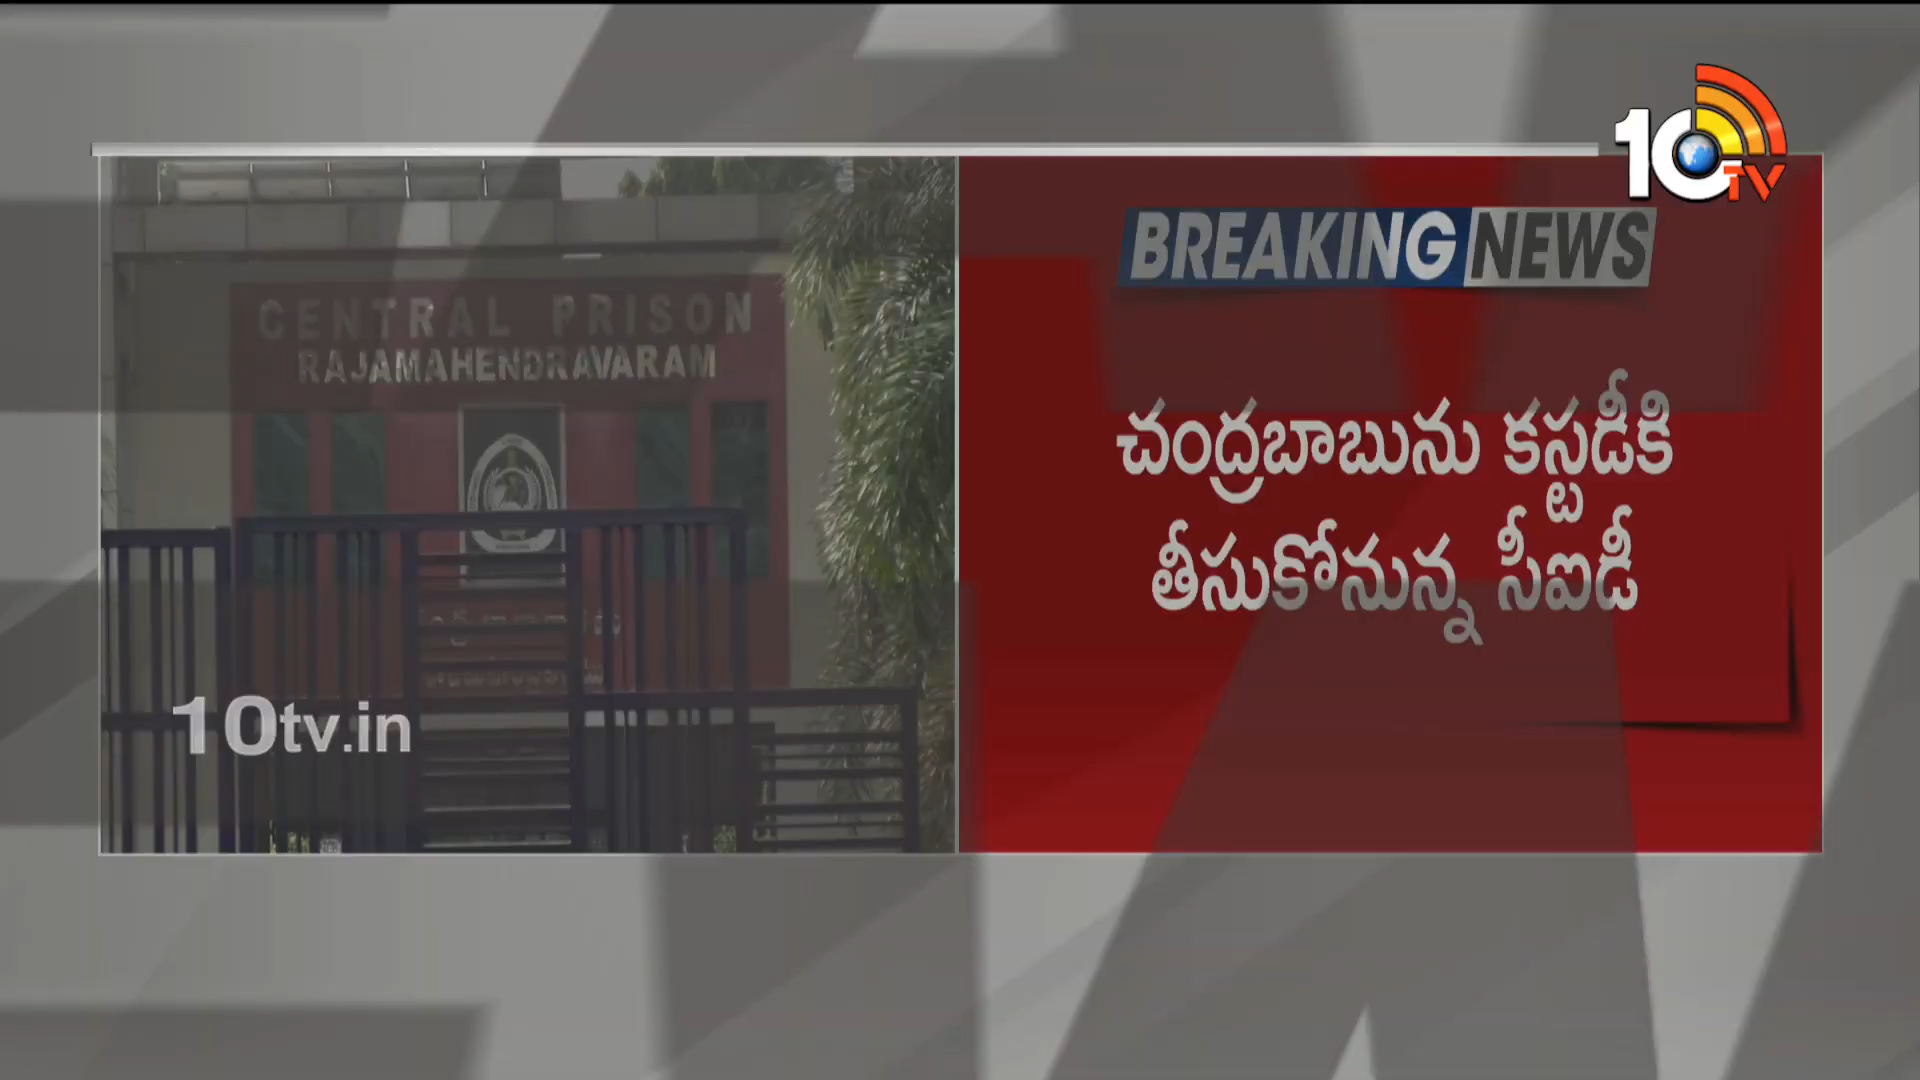 10TV
BREAKING NEWS
CENTRAL PRISON
RAJAMAHENDRAVARAM
చంద్రబాబును కస్టడీకి
తీసుకోనున్న సీఐడీ
10tv.in